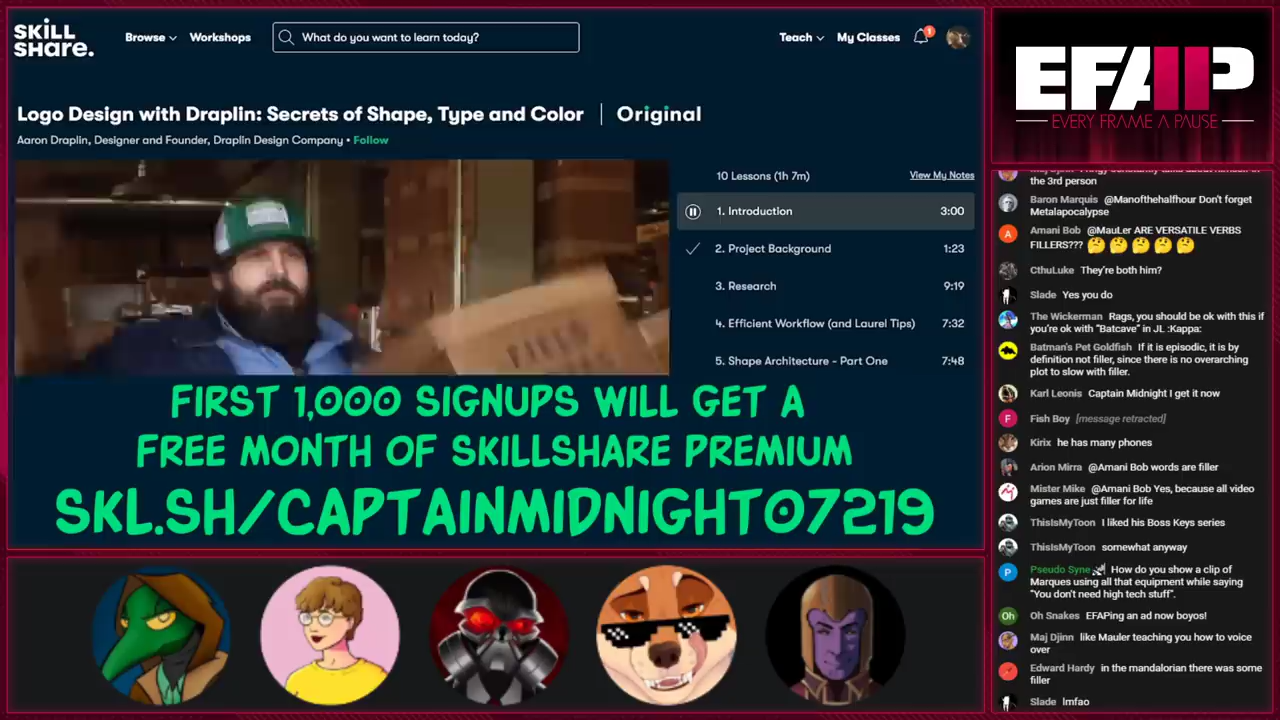 SKILL
SHARE.
Browse
Workshops
What do you want to learn today?
Teach
My Classes
1
Logo Design with Draplin: Secrets of Shape, Type and Color | Original
Aaron Draplin, Designer and Founder, Draplin Design Company • Follow
10 Lessons (1h 7m)
View My Notes
1. Introduction
3:00
2. Project Background
1:23
3. Research
9:19
4. Efficient Workflow (and Laurel Tips)
7:32
5. Shape Architecture - Part One
7:48
FIELD
FIRST 1,000 SIGNUPS WILL GET A
FREE MONTH OF SKILLSHARE PREMIUM
SKL.SH/CAPTAINMIDNIGHT07219
EFAP
EVERY FRAME A PAUSE
the 3rd person
Baron Marquis @Manofthehalfhour Don't forget
Metalapocalypse
A
Amani Bob @MauLer ARE VERSATILE VERBS
FILLERS???
CthuLuke They're both him?
Slade Yes you do
The Wickerman Rags, you should be ok with this if
you're ok with "Batcave" in JL :Kappa:
Batman's Pet Goldfish If it is episodic, it is by
definition not filler, since there is no overarching
plot to slow with filler.
Karl Leonis Captain Midnight I get it now
F
Fish Boy [message retracted]
Kirix he has many phones
Arion Mirra @Amani Bob words are filler
Mister Mike @Amani Bob Yes, because all video
games are just filler for life
ThisIsMyToon I liked his Boss Keys series
ThisIsMyToon somewhat anyway
P
Pseudo Syne How do you show a clip of
Marques using all that equipment while saying
"You don't need high tech stuff".
Oh
Oh Snakes EFAPing an ad now boyos!
Maj Djinn like Mauler teaching you how to voice
over
Edward Hardy in the mandalorian there was some
filler
Slade lmfao